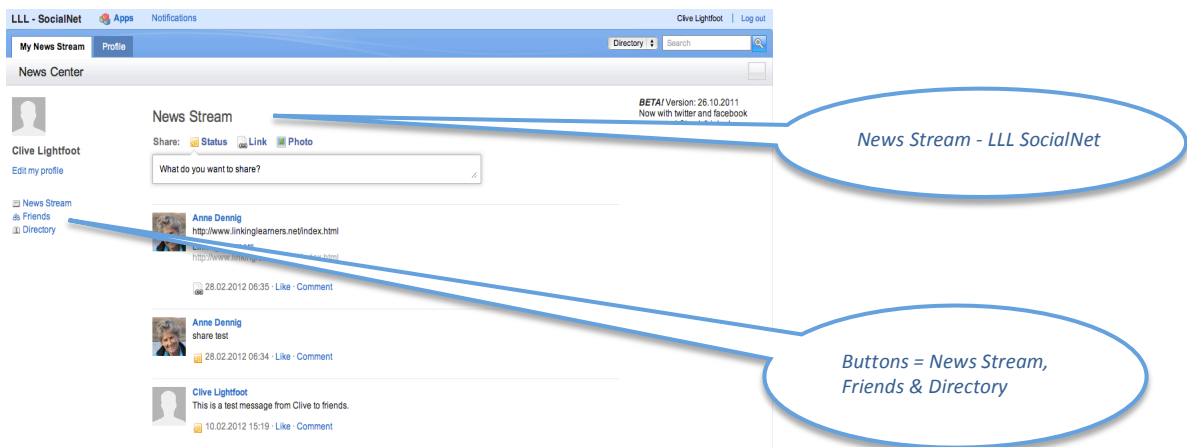 LLL - SocialNet Apps Notifications Clive Lightfoot | Log out
My News Stream Profile Directory Search
News Center
BETA! Version: 26.10.2011
Now with twitter and facebook
News Stream
News Stream - LLL SocialNet
Share: Status Link Photo
Clive Lightfoot
What do you want to share?
Edit my profile
News Stream
Friends
Directory
Anne Dennig
http://www.linkinglearners.net/index.html
28.02.2012 06:35 · Like · Comment
Anne Dennig
share test
28.02.2012 06:34 · Like · Comment
Buttons = News Stream,
Friends & Directory
Clive Lightfoot
This is a test message from Clive to friends.
10.02.2012 15:19 · Like · Comment